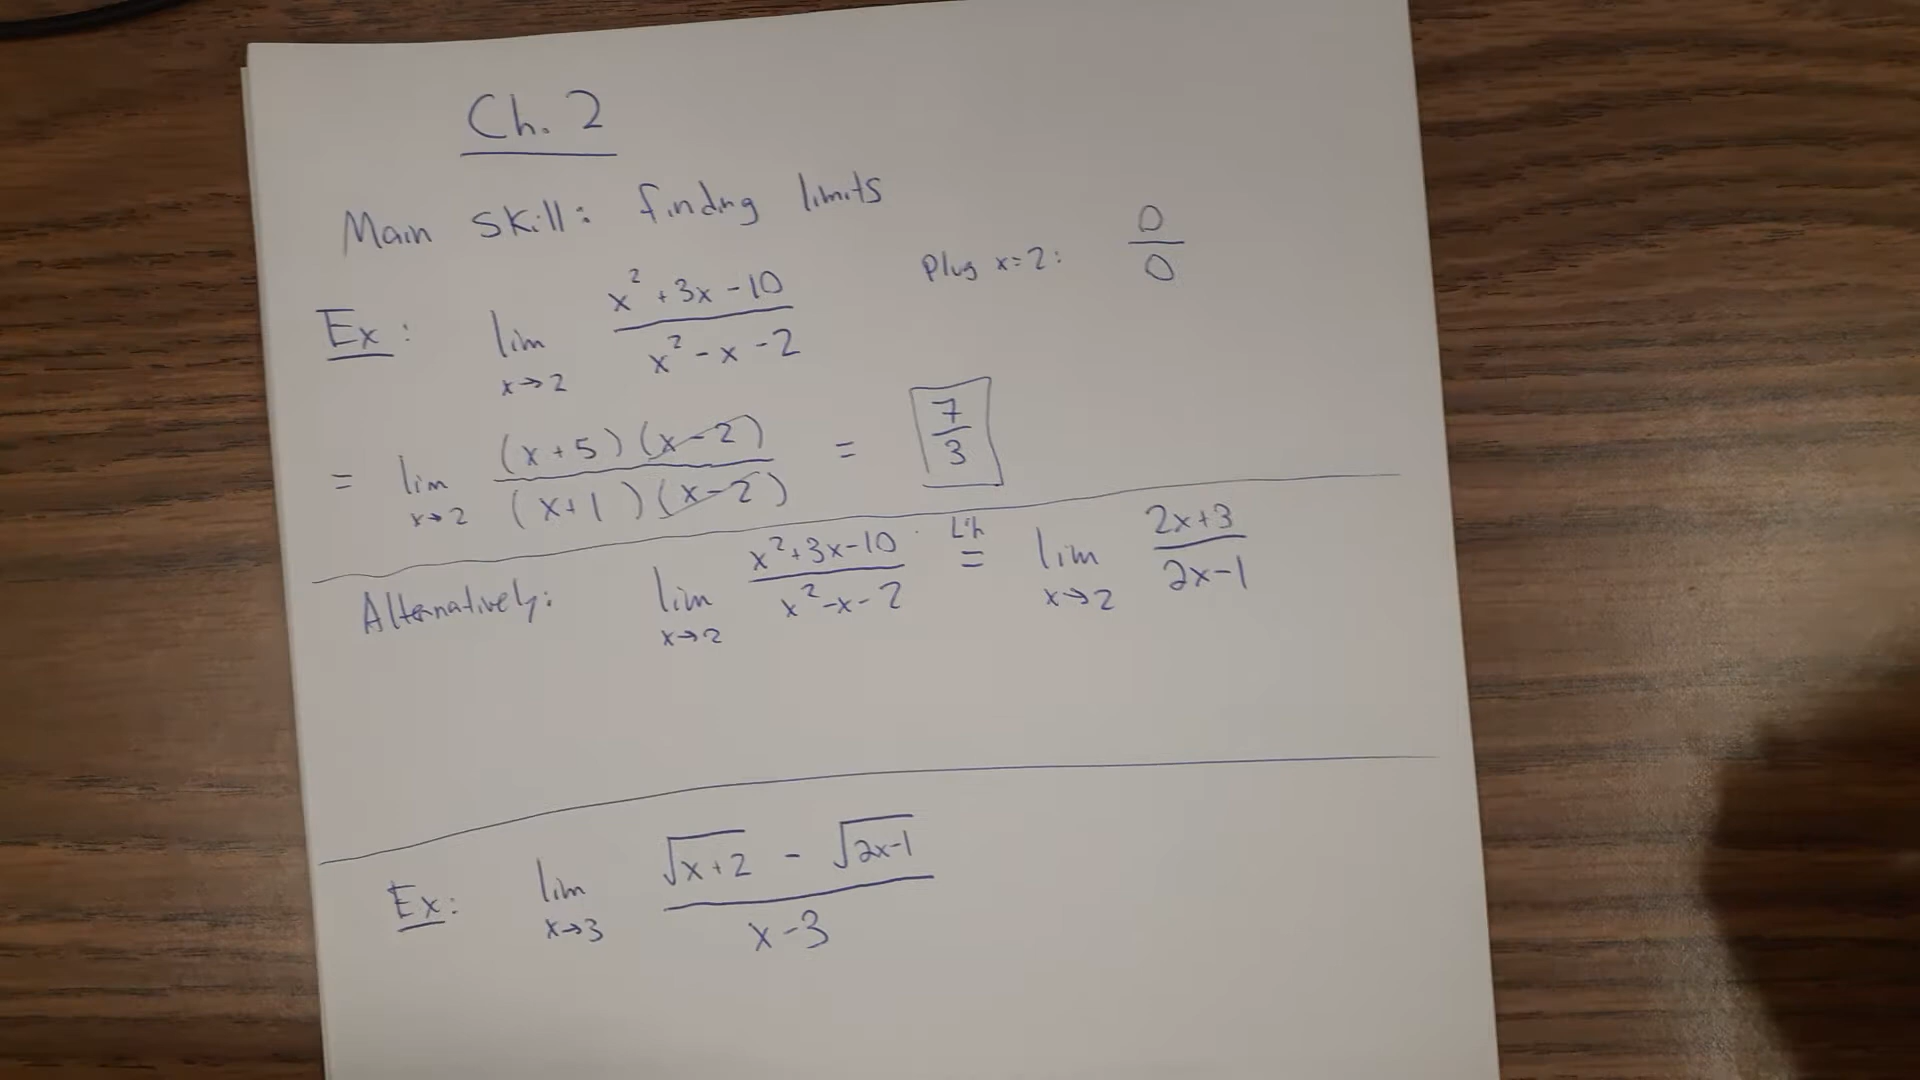 Ch. 2
Main skill: finding limits
Plug x=2: 0/0
Ex: lim x→2 (x² + 3x - 10)/(x² - x - 2)
= lim x→2 ((x+5)(x-2))/((x+1)(x-2)) = 7/3
Alternatively: lim x→2 (x²+3x-10)/(x²-x-2) L'h = lim x→2 (2x+3)/(2x-1)
Ex: lim x→3 (√(x+2) - √(2x-1))/(x-3)